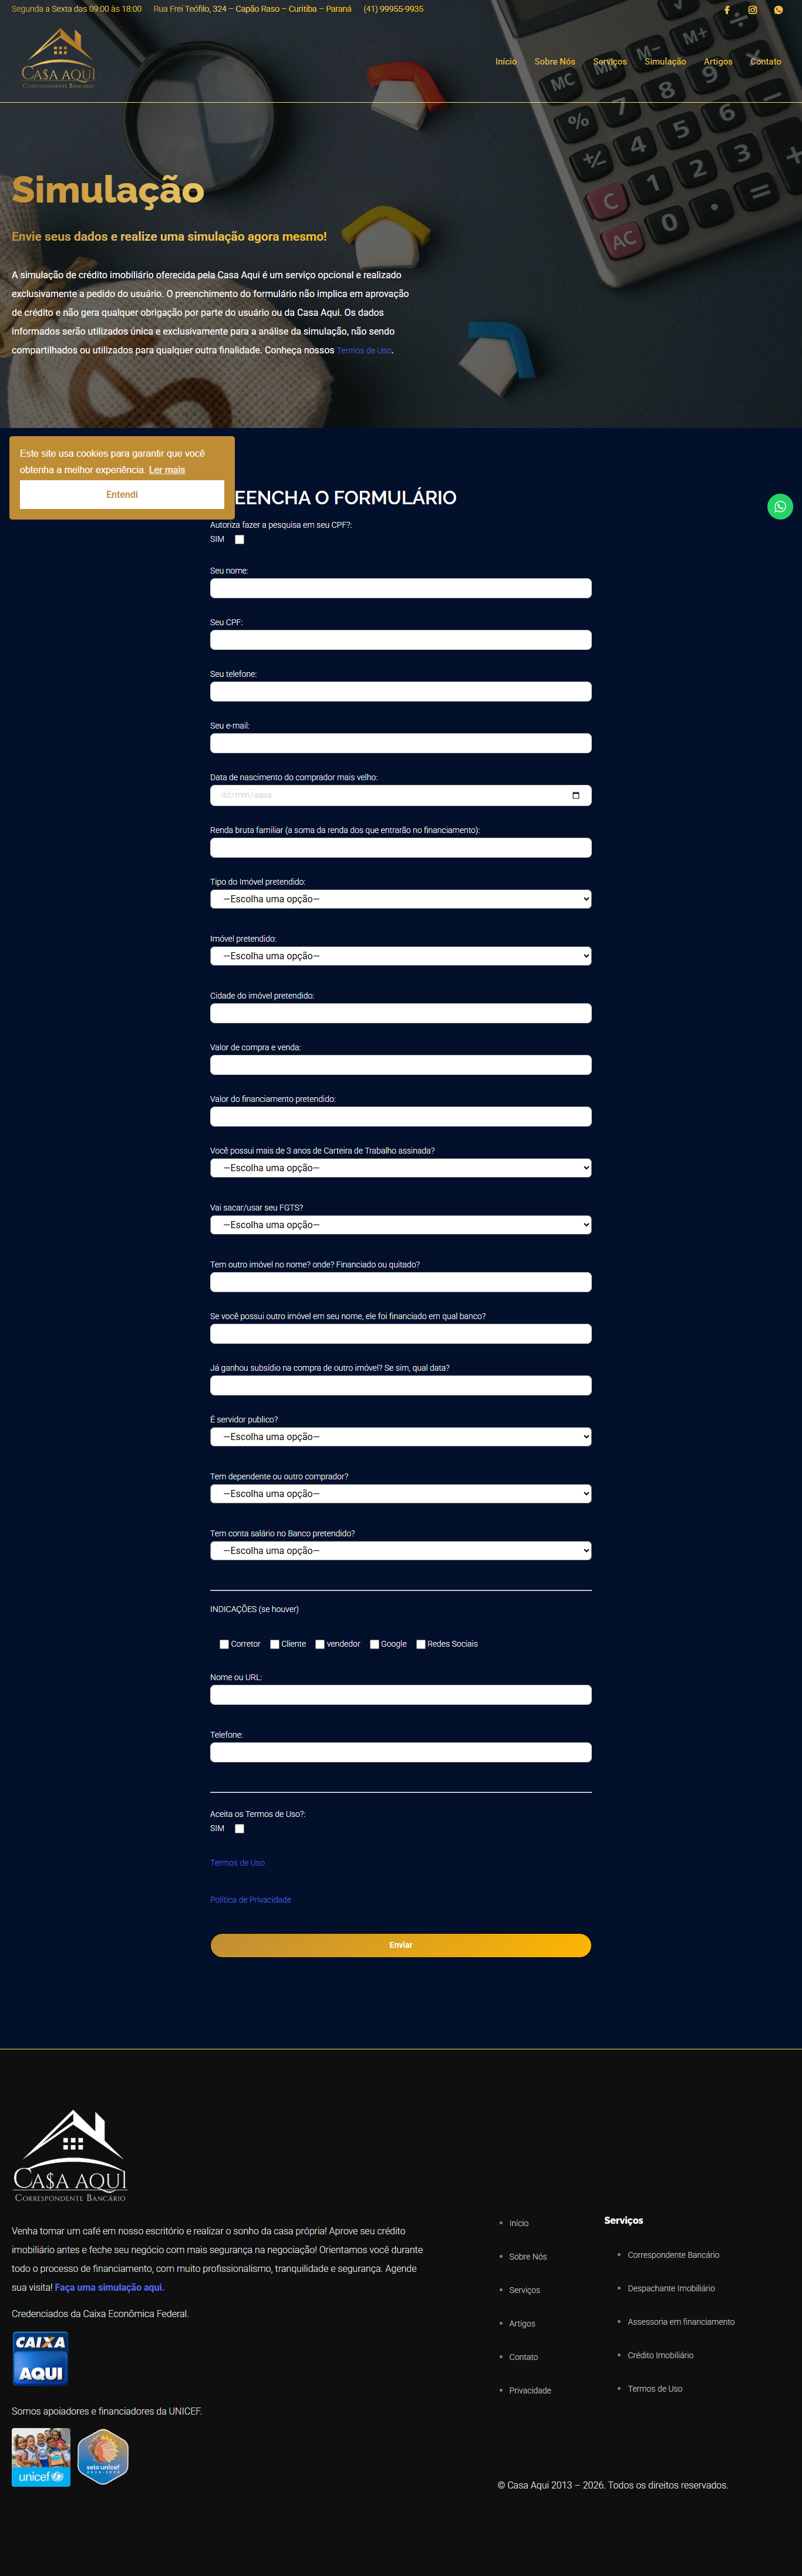 Segunda a Sexta das 09:00 às 18:00 Rua Frei Teófilo, 324 – Capão Raso – Curitiba – Paraná (41) 99955-9935
CA$A AQUI
CORRESPONDENTE BANCÁRIO
Início Sobre Nós Serviços Simulação Artigos Contato
Simulação
Envie seus dados e realize uma simulação agora mesmo!
A simulação de crédito imobiliário oferecida pela Casa Aqui é um serviço opcional e realizado
exclusivamente a pedido do usuário. O preenchimento do formulário não implica em aprovação
de crédito e não gera qualquer obrigação por parte do usuário ou da Casa Aqui. Os dados
informados serão utilizados única e exclusivamente para a análise da simulação, não sendo
compartilhados ou utilizados para qualquer outra finalidade. Conheça nossos Termos de Uso.
Este site usa cookies para garantir que você
obtenha a melhor experiência. Ler mais
Entendi
EENCHA O FORMULÁRIO
Autoriza fazer a pesquisa em seu CPF?:
SIM
Seu nome:
Seu CPF:
Seu telefone:
Seu e-mail:
Data de nascimento do comprador mais velho:
dd/mm/aaaa
Renda bruta familiar (a soma da renda dos que entrarão no financiamento):
Tipo do Imóvel pretendido:
—Escolha uma opção—
Imóvel pretendido:
—Escolha uma opção—
Cidade do imóvel pretendido:
Valor de compra e venda:
Valor do financiamento pretendido:
Você possui mais de 3 anos de Carteira de Trabalho assinada?
—Escolha uma opção—
Vai sacar/usar seu FGTS?
—Escolha uma opção—
Tem outro imóvel no nome? onde? Financiado ou quitado?
Se você possui outro imóvel em seu nome, ele foi financiado em qual banco?
Já ganhou subsídio na compra de outro imóvel? Se sim, qual data?
É servidor publico?
—Escolha uma opção—
Tem dependente ou outro comprador?
—Escolha uma opção—
Tem conta salário no Banco pretendido?
—Escolha uma opção—
INDICAÇÕES (se houver)
Corretor Cliente vendedor Google Redes Sociais
Nome ou URL:
Telefone:
Aceita os Termos de Uso?:
SIM
Termos de Uso
Política de Privacidade
Enviar
CA$A AQUI
CORRESPONDENTE BANCÁRIO
Venha tomar um café em nosso escritório e realizar o sonho da casa própria! Aprove seu crédito
imobiliário antes e feche seu negócio com mais segurança na negociação! Orientamos você durante
todo o processo de financiamento, com muito profissionalismo, tranquilidade e segurança. Agende
sua visita! Faça uma simulação aqui.
Credenciados da Caixa Econômica Federal.
CAIXA
AQUI
Somos apoiadores e financiadores da UNICEF.
unicef
selo unicef
Início
Sobre Nós
Serviços
Artigos
Contato
Privacidade
Serviços
Correspondente Bancário
Despachante Imobiliário
Assessoria em financiamento
Crédito Imobiliário
Termos de Uso
© Casa Aqui 2013 – 2026. Todos os direitos reservados.